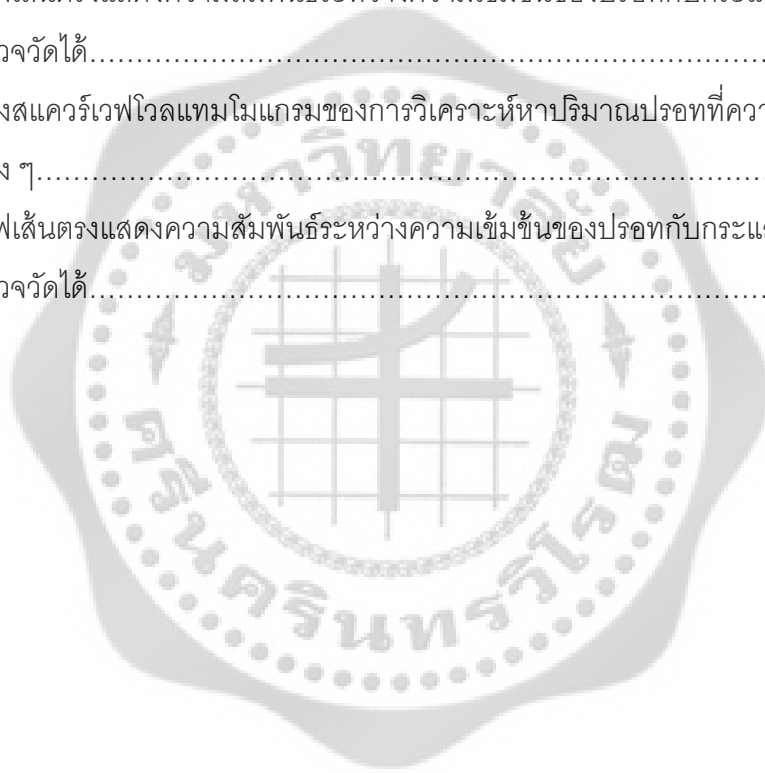 วจวัดได้
งสแควร์เวฟโวลแทมโมแกรมของการวิเคราะห์หาปริมาณปรอทที่ควา
ง ๆ
ฟเส้นตรงแสดงความสัมพันธ์ระหว่างความเข้มข้นของปรอทกับกระแ
วจวัดได้
มหาวิทยาลัย
ศรีนครินทรวิโรฒ